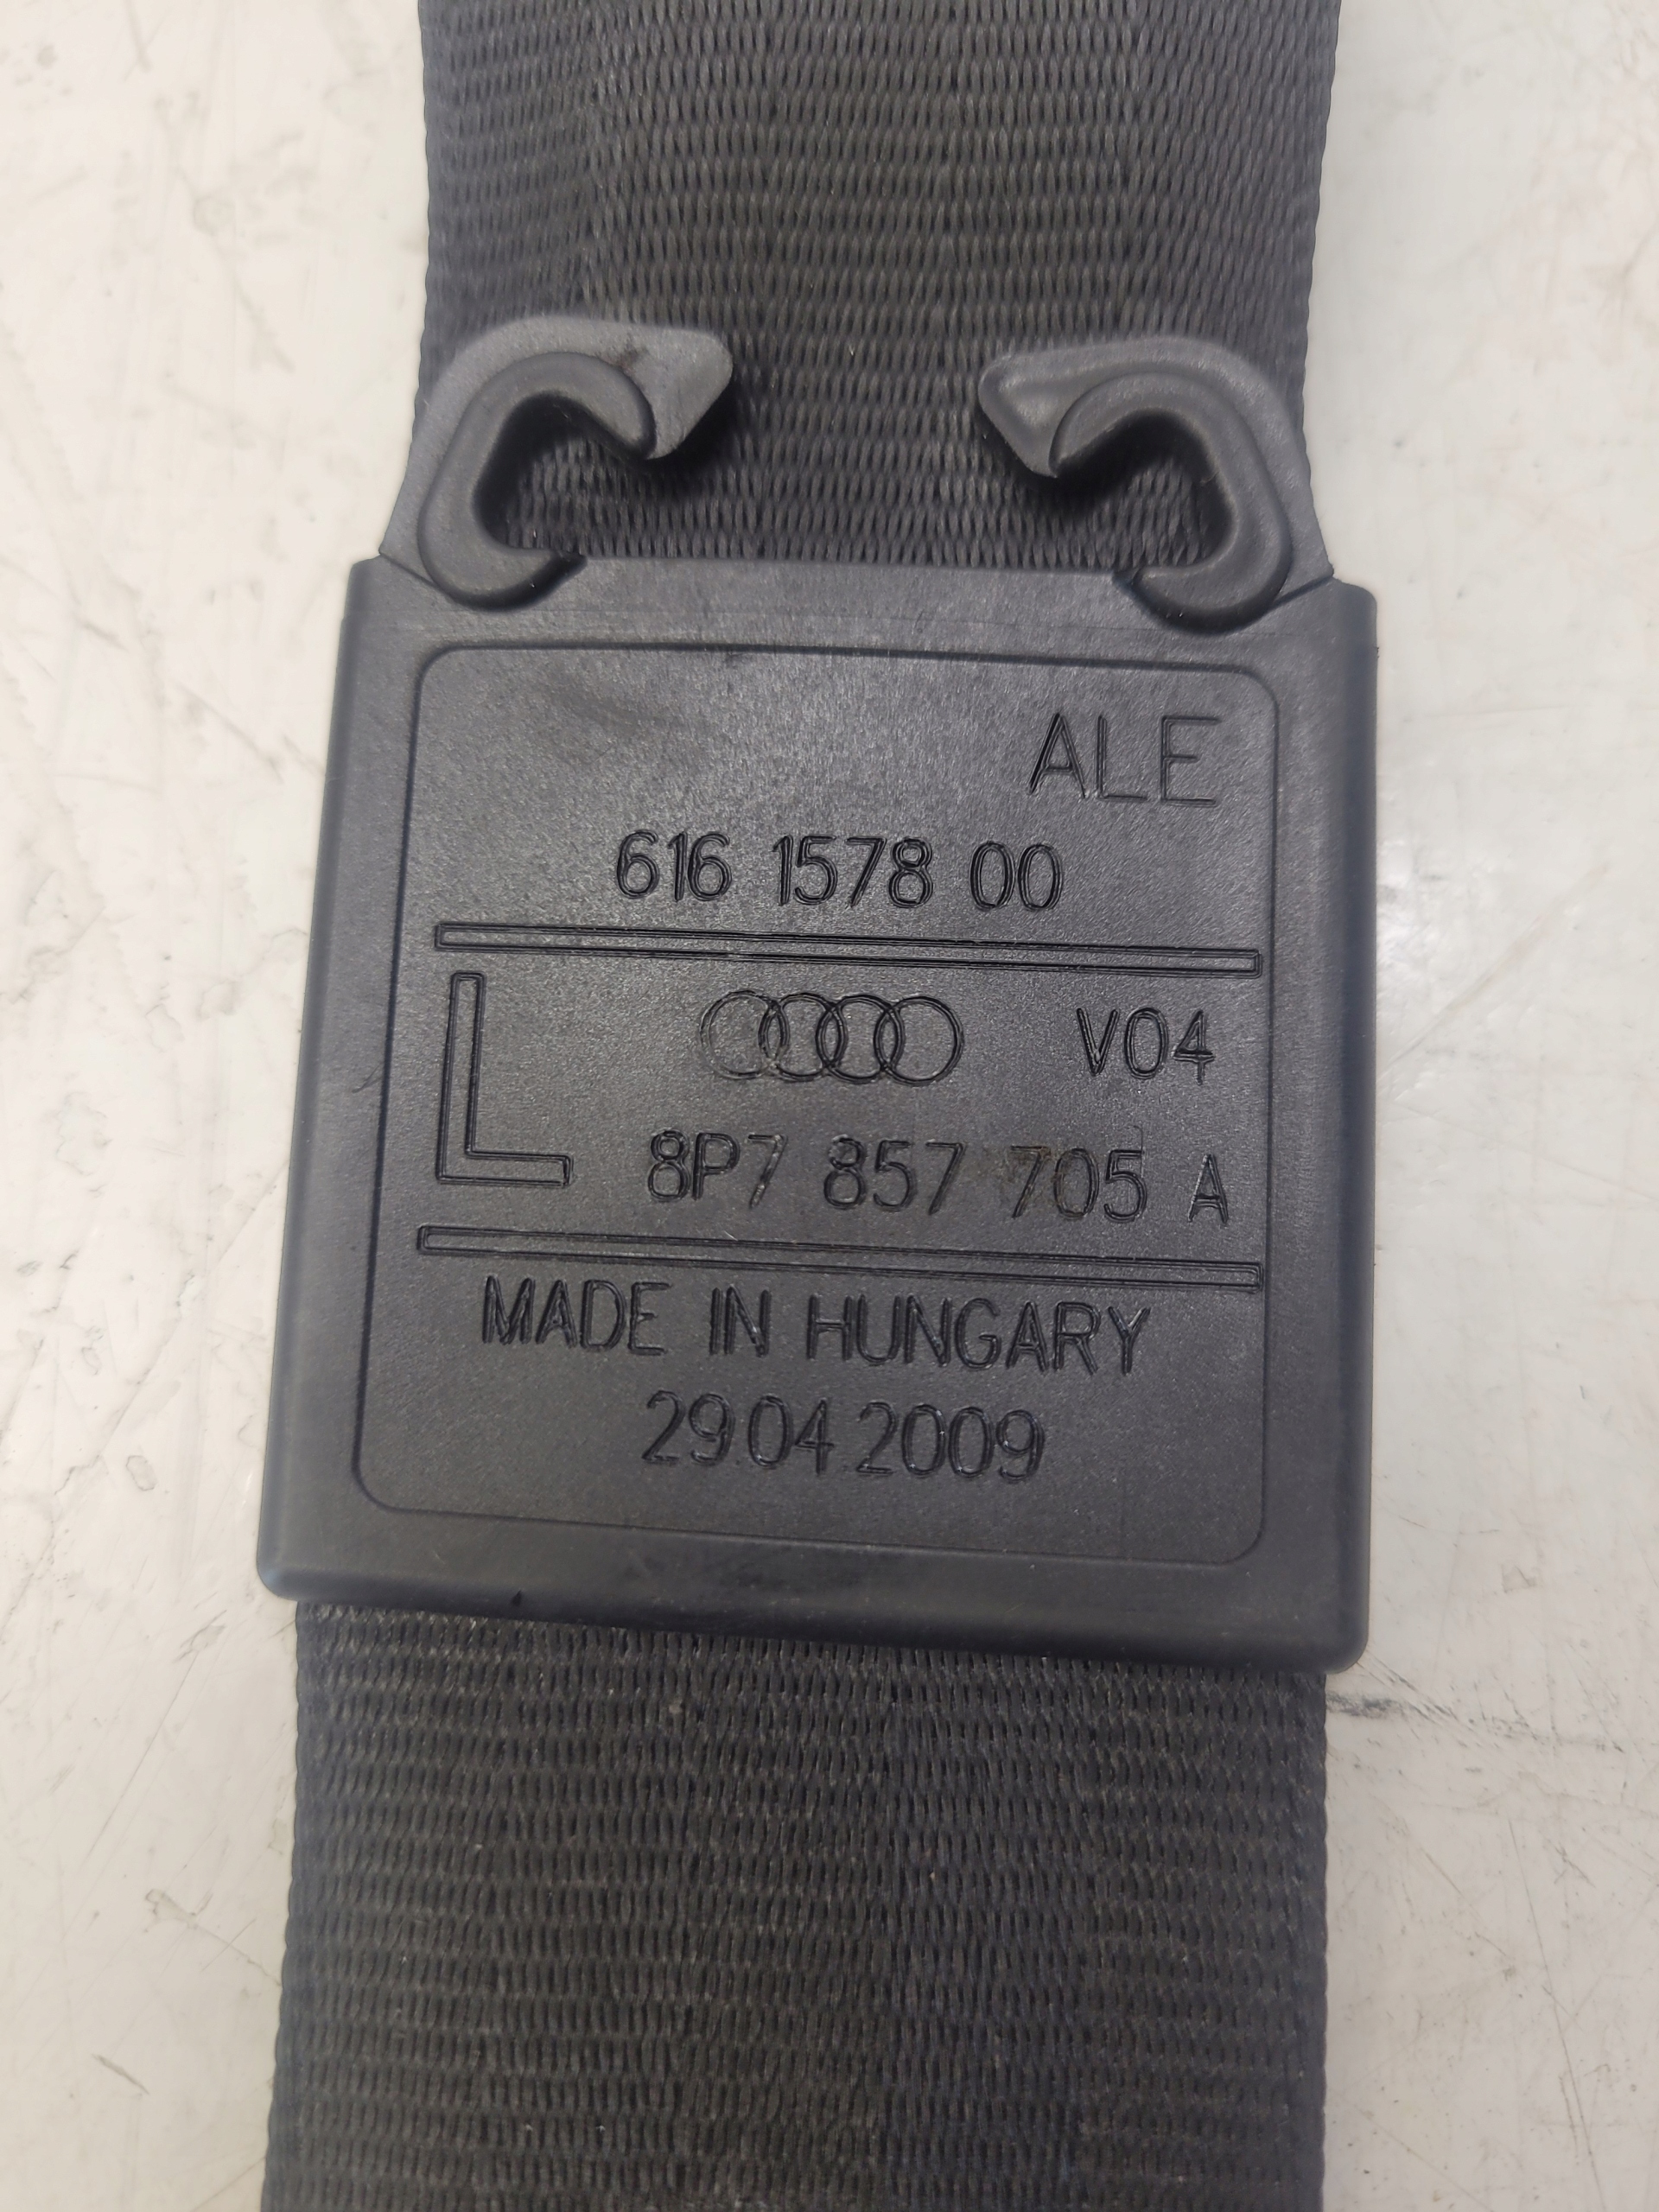 ALE
616 1578 00
L
V04
8P7 857 705 A
MADE IN HUNGARY
29.04.2009